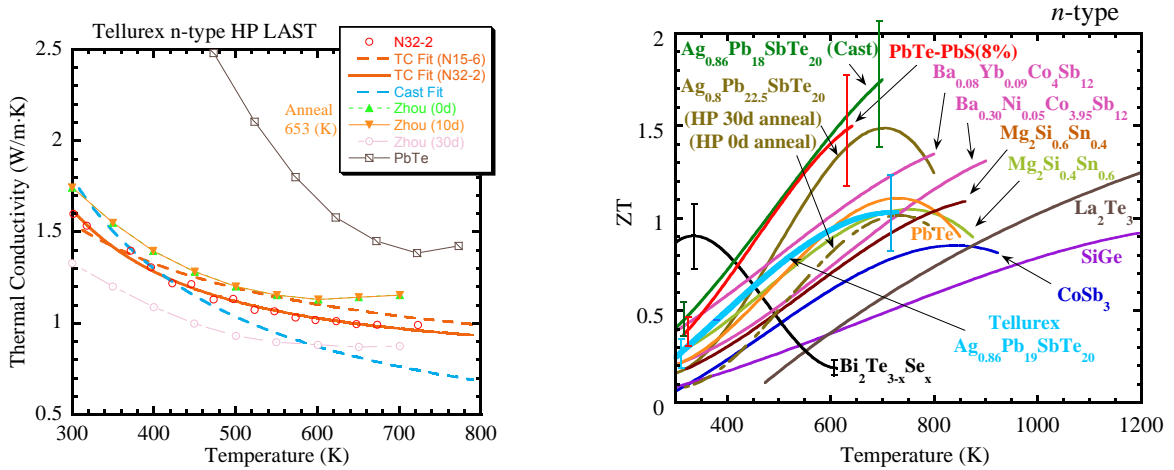 Tellurex n-type HP LAST
Thermal Conductivity (W/m·K)
2.5
2
1.5
1
0.5
300
400
500
600
700
800
Temperature (K)
N32-2
TC Fit (N15-6)
TC Fit (N32-2)
Cast Fit
Zhou (0d)
Zhou (10d)
Zhou (30d)
PbTe
Anneal
653 (K)
n-type
ZT
2
1.5
1
0.5
0
400
600
800
1000
1200
Temperature (K)
Ag0.86Pb18SbTe20 (Cast)
PbTe-PbS(8%)
Ag0.8Pb22.5SbTe20
(HP 30d anneal)
(HP 0d anneal)
Ba0.08Yb0.09Co4Sb12
Ba0.30Ni0.05Co3.95Sb12
Mg2Si0.6Sn0.4
Mg2Si0.4Sn0.6
La2Te3
PbTe
SiGe
CoSb3
Tellurex
Ag0.86Pb19SbTe20
Bi2Te3-xSex